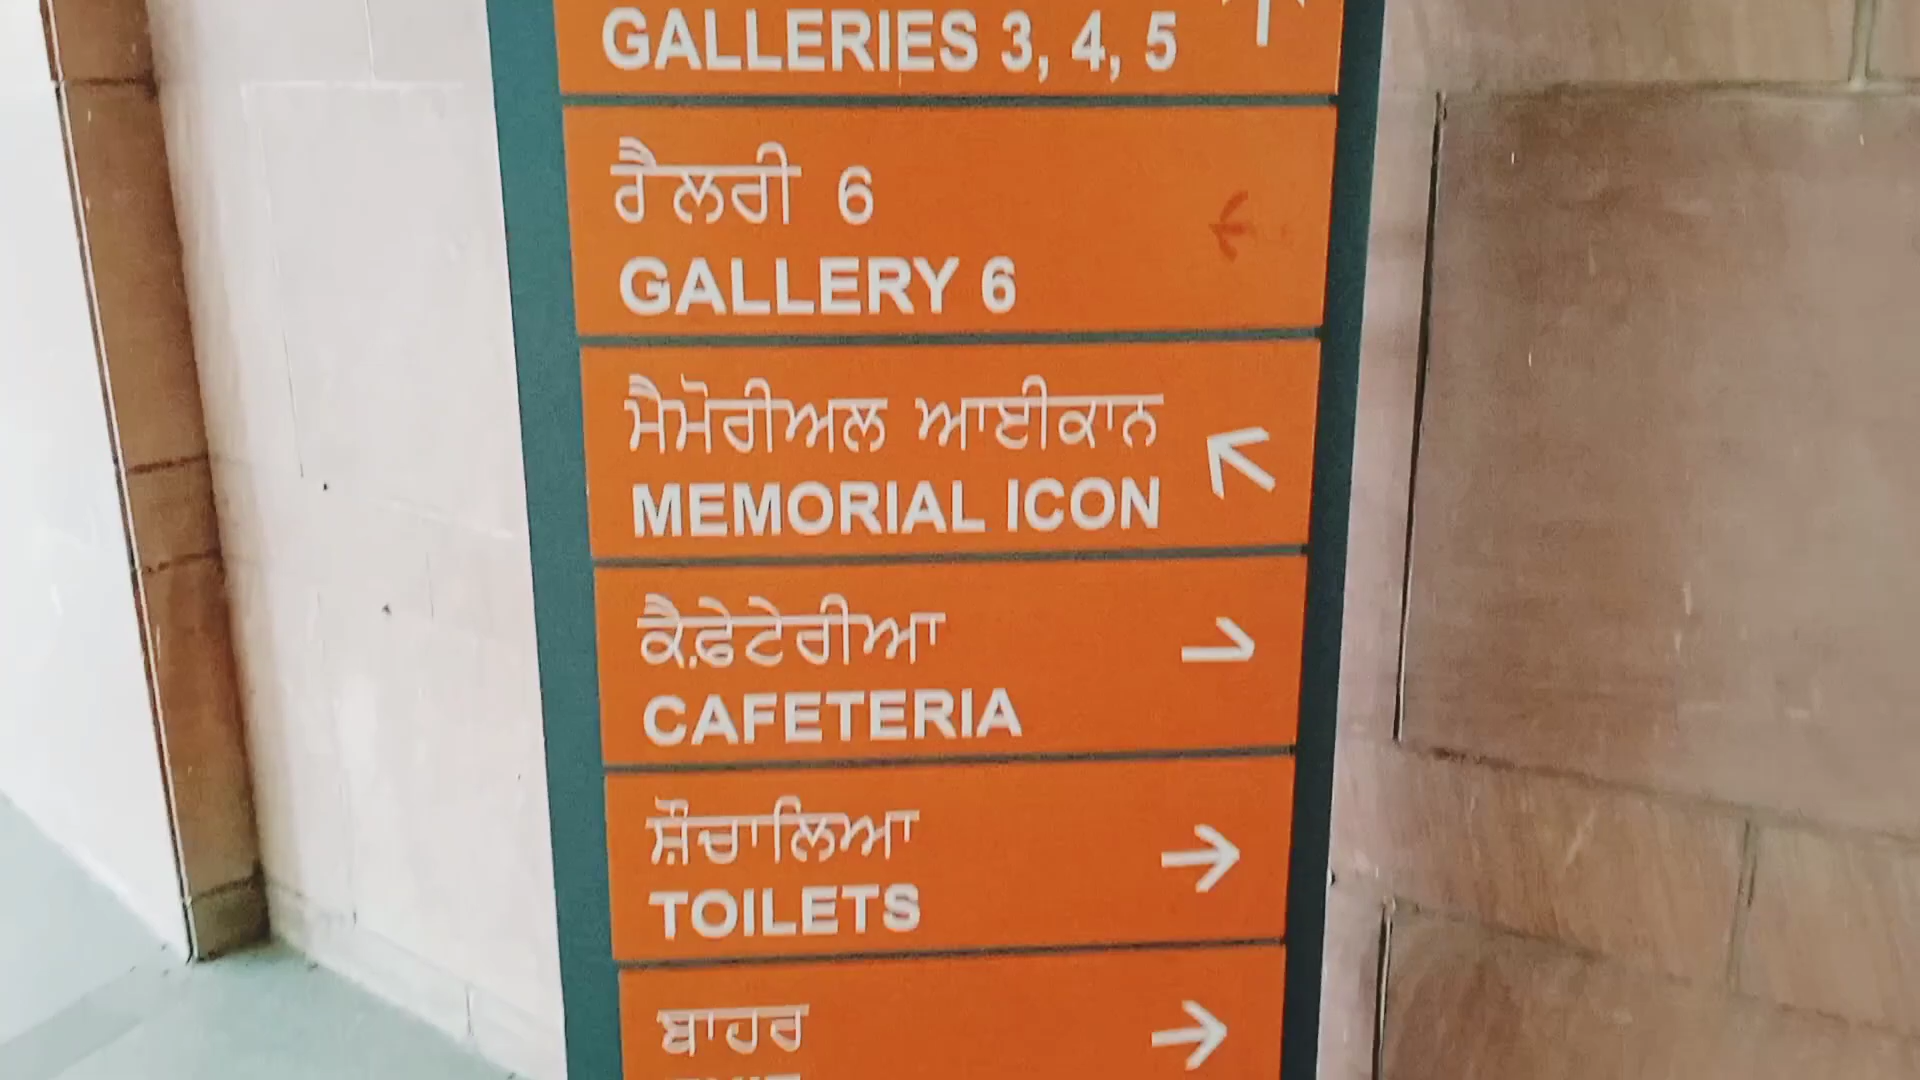 GALLERIES 3, 4, 5
ਗੈਲਰੀ 6
GALLERY 6
ਮੈਮੋਰੀਅਲ ਆਈਕਾਨ
MEMORIAL ICON
ਕੈਫ਼ੇਟੇਰੀਆ
CAFETERIA
ਸ਼ੌਚਾਲਿਆ
TOILETS
ਬਾਹਰ